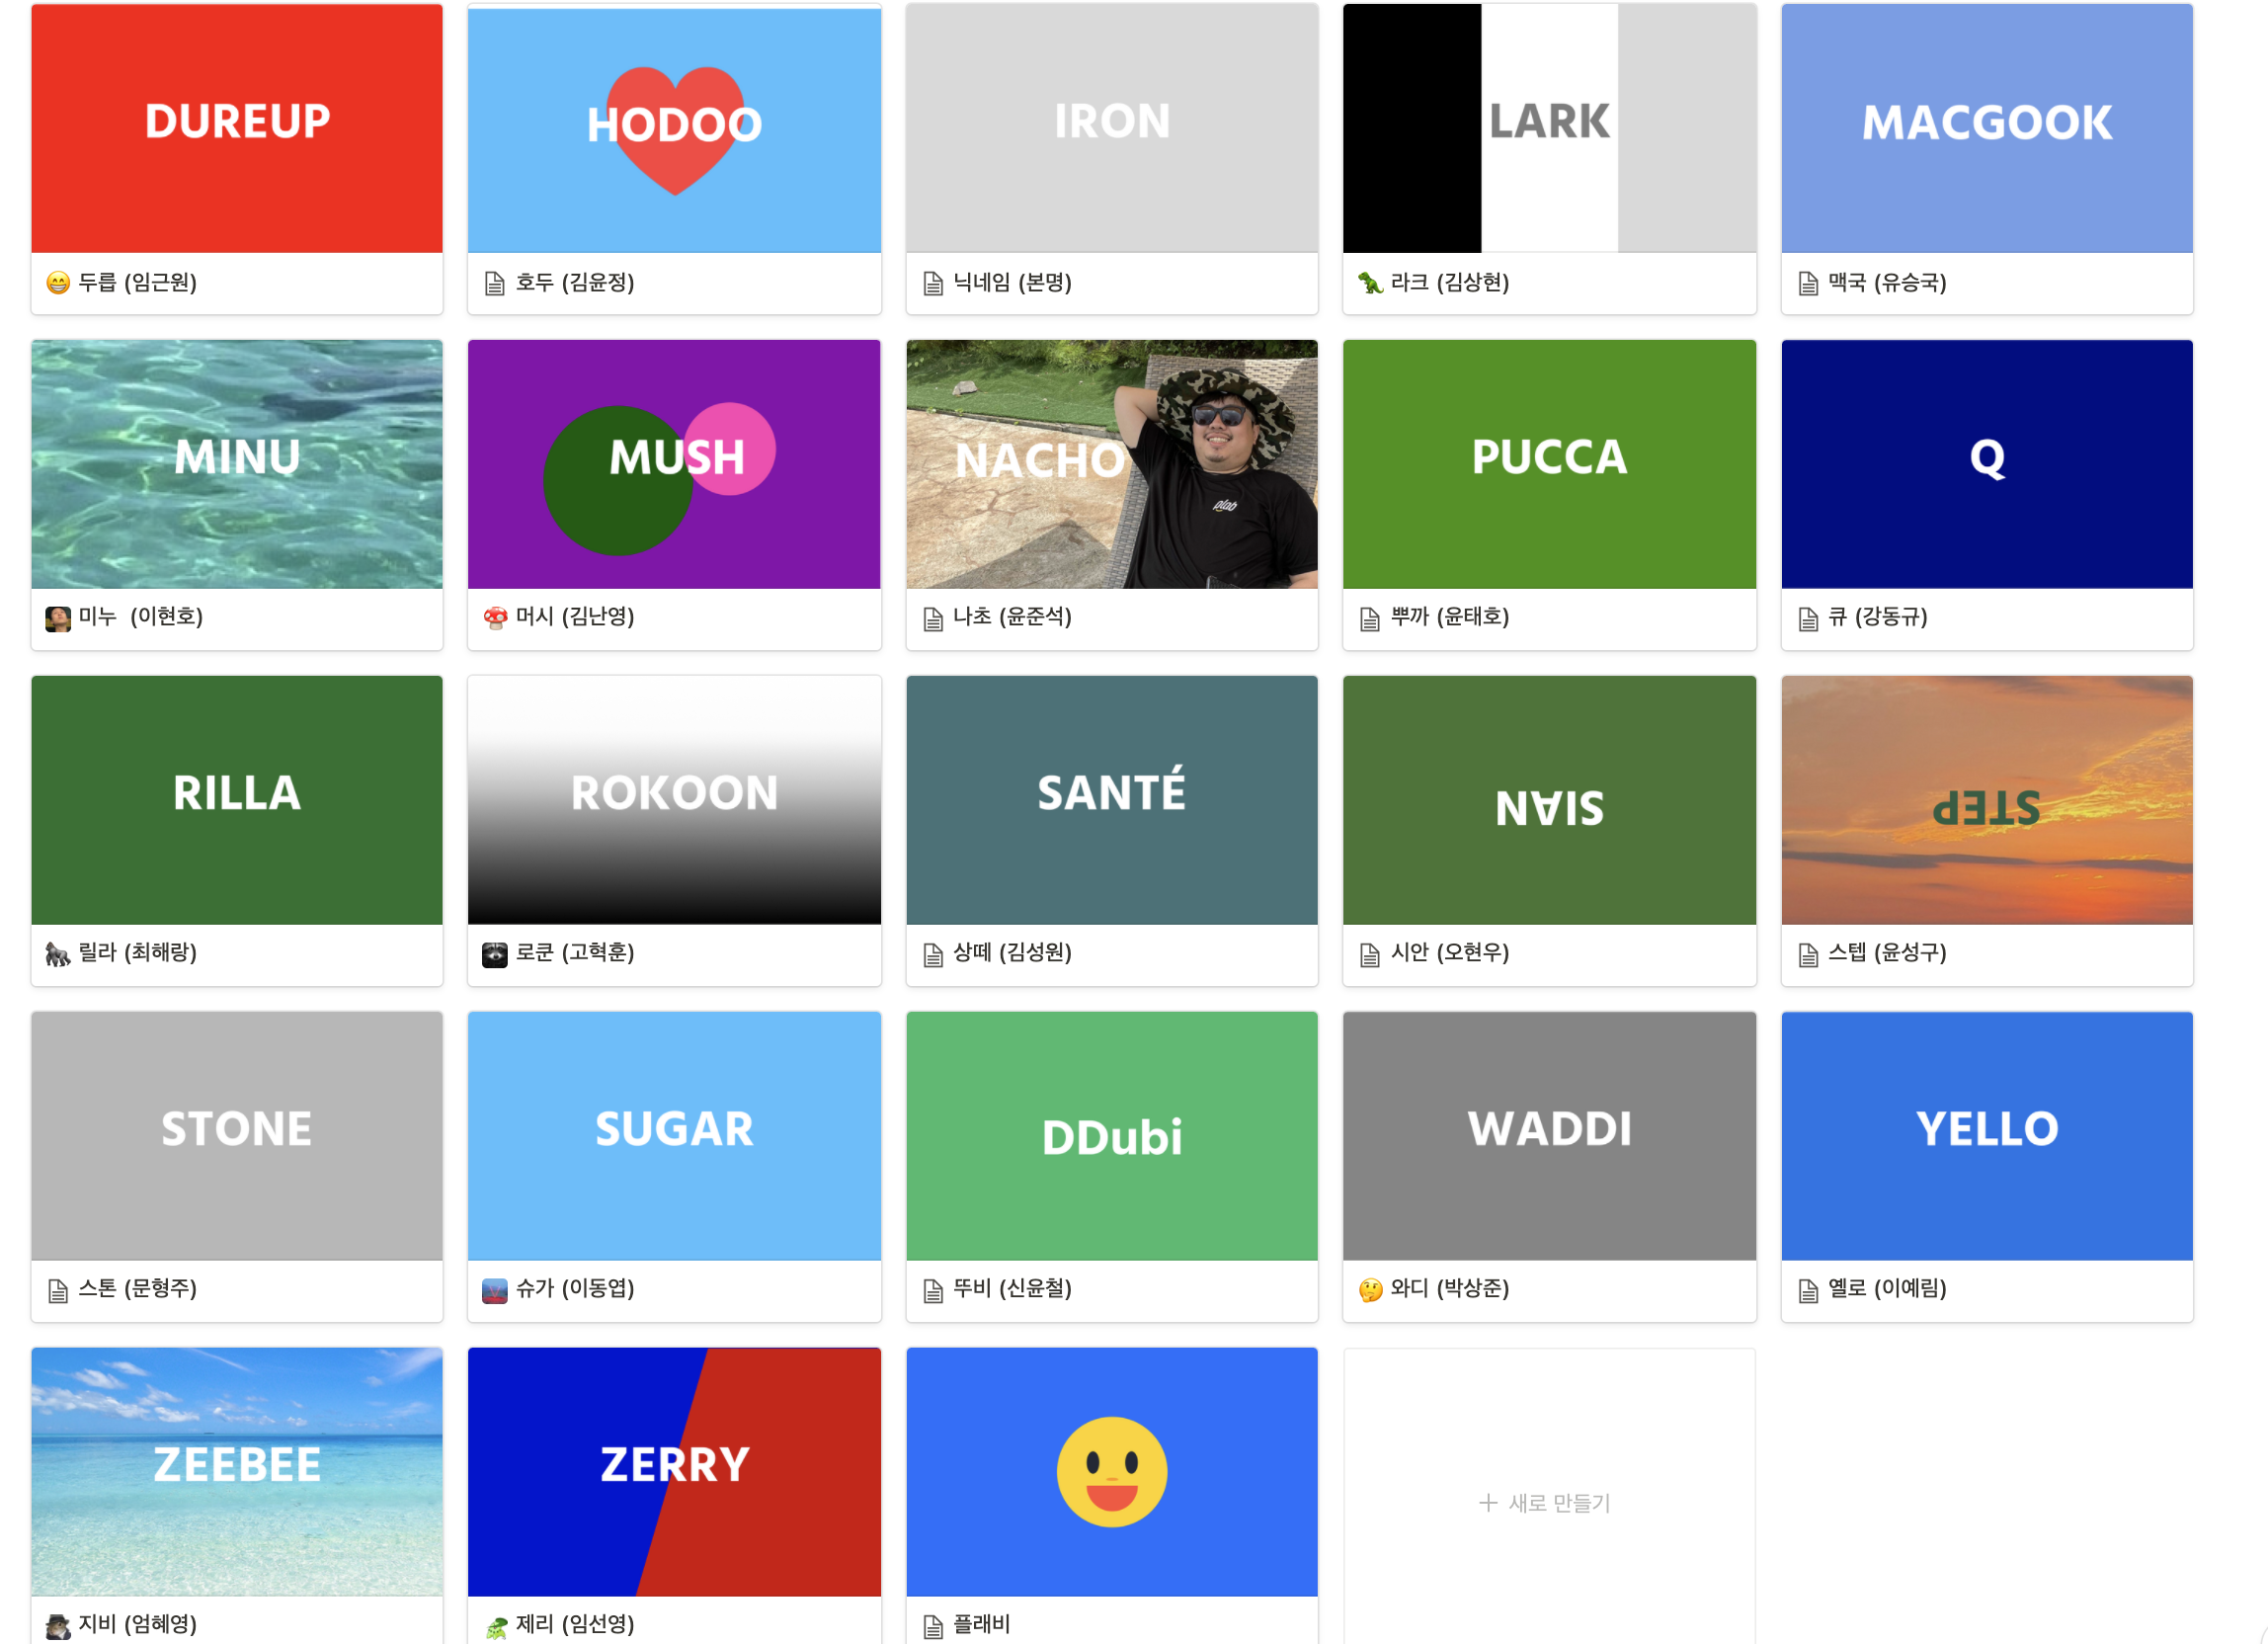 DUREUP
😁 두릅 (임근원)
HODOO
호두 (김윤정)
IRON
닉네임 (본명)
LARK
🦖 라크 (김상현)
MACGOOK
맥국 (유승국)
MINU
미누 (이현호)
MUSH
🍄 머시 (김난영)
NACHO
plab
나초 (윤준석)
PUCCA
뿌까 (윤태호)
Q
큐 (강동규)
RILLA
🦍 릴라 (최해랑)
ROKOON
로쿤 (고혁훈)
SANTÉ
상떼 (김성원)
SIAN
시안 (오현우)
STEP
스텝 (윤성구)
STONE
스톤 (문형주)
SUGAR
슈가 (이동엽)
DDubi
뚜비 (신윤철)
WADDI
🤔 와디 (박상준)
YELLO
옐로 (이예림)
ZEEBEE
지비 (엄혜영)
ZERRY
제리 (임선영)
플래비
+ 새로 만들기